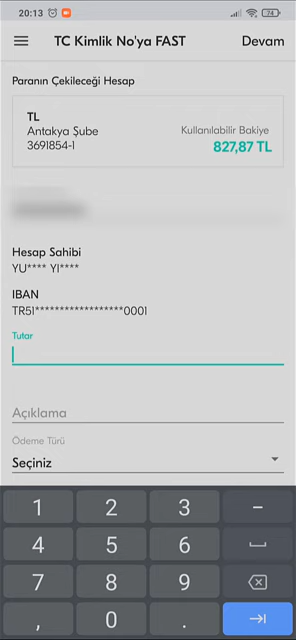 20:13
74
TC Kimlik No'ya FAST
Devam
Paranın Çekileceği Hesap
TL
Antakya Şube
Kullanılabilir Bakiye
3691854-1
827,87 TL
Hesap Sahibi
YU**** YI****
IBAN
TR51******************0001
Tutar
Açıklama
Ödeme Türü
Seçiniz
1 2 3 –
4 5 6
7 8 9
, 0 .